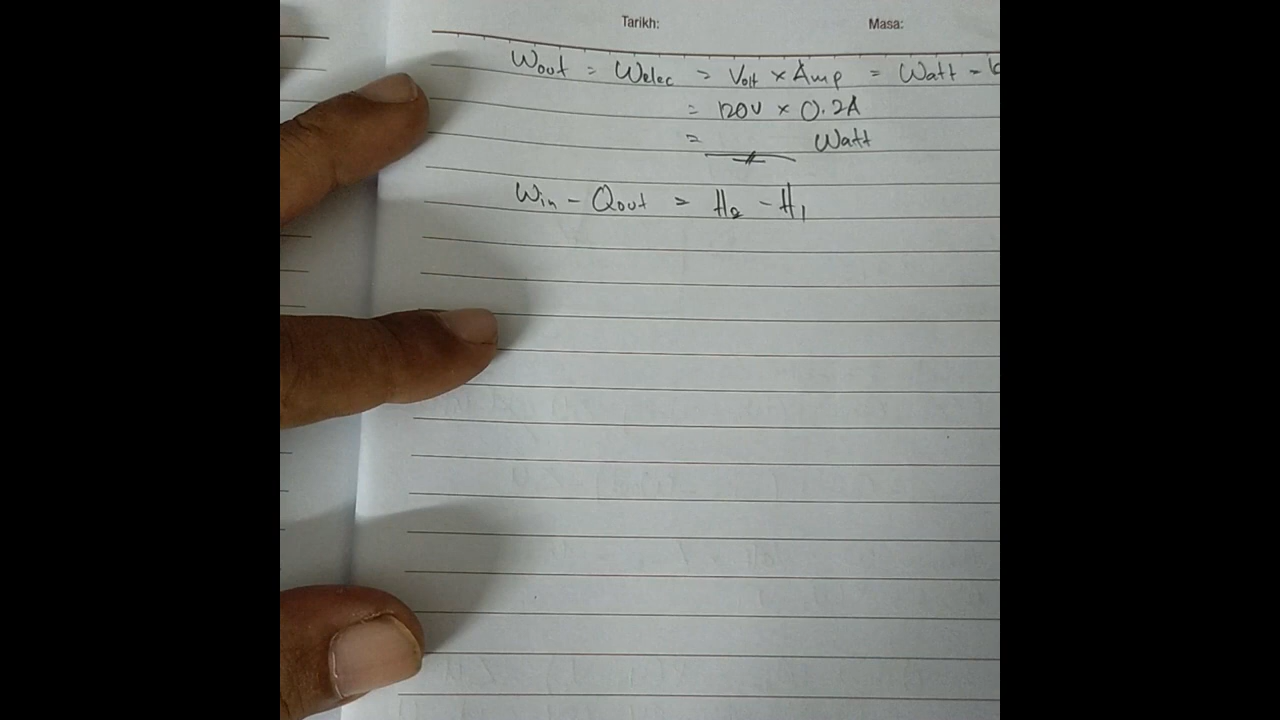 Tarikh: Masa:
Wout = Welec = Volt × Amp = Watt =
= 120V × 0.2A
= Watt
Win - Qout = H2 - H1